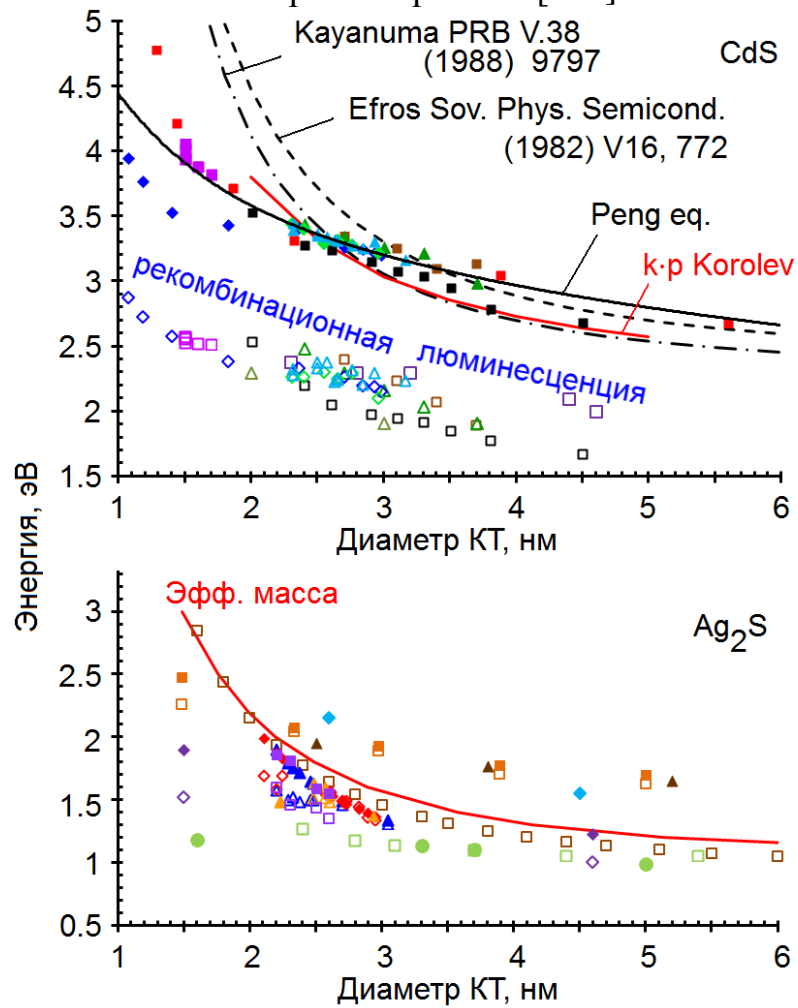 Kayanuma PRB V.38
(1988) 9797
CdS
Efros Sov. Phys. Semicond.
(1982) V16, 772
Peng eq.
k·p Korolev
рекомбинационная люминесценция
5
4.5
4
3.5
3
2.5
2
1.5
1 2 3 4 5 6
Диаметр КТ, нм
Энергия, эВ
Эфф. масса
Ag2S
3
2.5
2
1.5
1
0.5
1 2 3 4 5 6
Диаметр КТ, нм